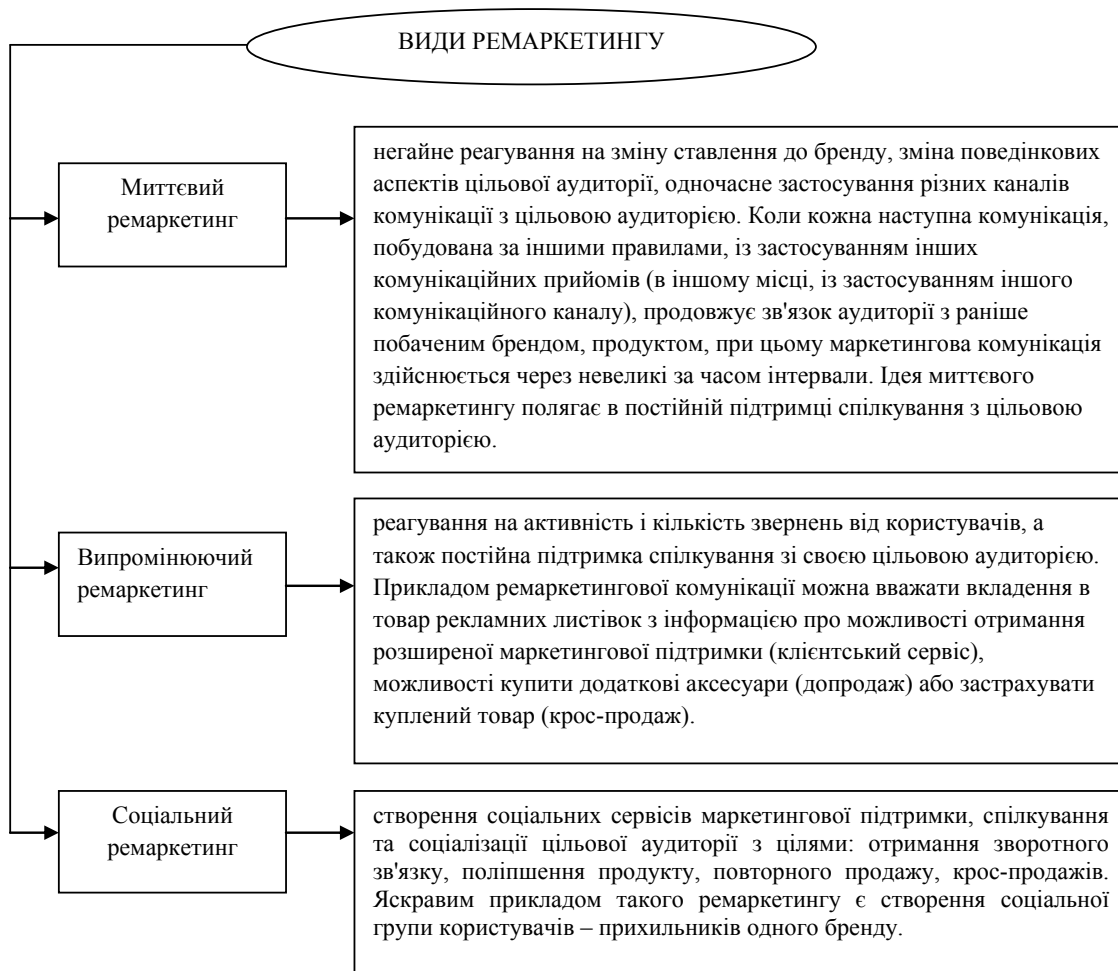 ВИДИ РЕМАРКЕТИНГУ
Миттєвий
ремаркетинг
негайне реагування на зміну ставлення до бренду, зміна поведінкових
аспектів цільової аудиторії, одночасне застосування різних каналів
комунікації з цільовою аудиторією. Коли кожна наступна комунікація,
побудована за іншими правилами, із застосуванням інших
комунікаційних прийомів (в іншому місці, із застосуванням іншого
комунікаційного каналу), продовжує зв'язок аудиторії з раніше
побаченим брендом, продуктом, при цьому маркетингова комунікація
здійснюється через невеликі за часом інтервали. Ідея миттєвого
ремаркетингу полягає в постійній підтримці спілкування з цільовою
аудиторією.
Випромінюючий
ремаркетинг
реагування на активність і кількість звернень від користувачів, а
також постійна підтримка спілкування зі своєю цільовою аудиторією.
Прикладом ремаркетингової комунікації можна вважати вкладення в
товар рекламних листівок з інформацією про можливості отримання
розширеної маркетингової підтримки (клієнтський сервіс),
можливості купити додаткові аксесуари (допродаж) або застрахувати
куплений товар (крос-продаж).
Соціальний
ремаркетинг
створення соціальних сервісів маркетингової підтримки, спілкування
та соціалізації цільової аудиторії з цілями: отримання зворотного
зв'язку, поліпшення продукту, повторного продажу, крос-продажів.
Яскравим прикладом такого ремаркетингу є створення соціальної
групи користувачів – прихильників одного бренду.